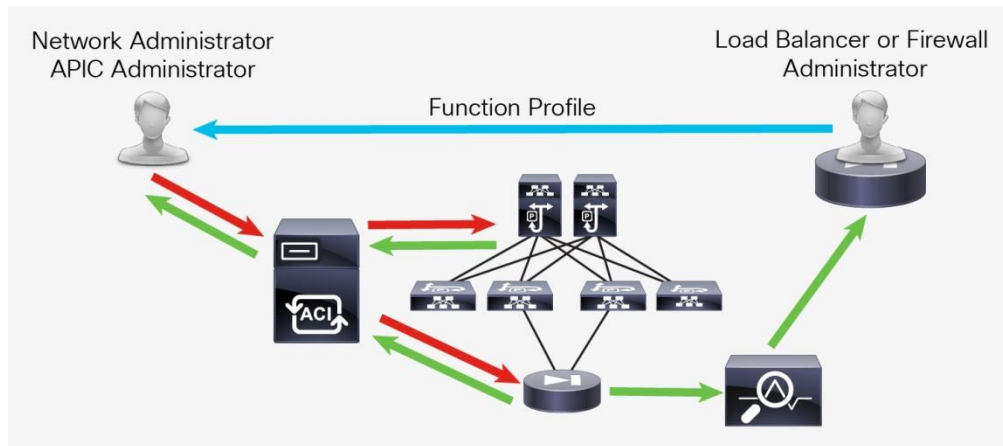 Network Administrator
APIC Administrator
Load Balancer or Firewall
Administrator
Function Profile
P
P
ACI